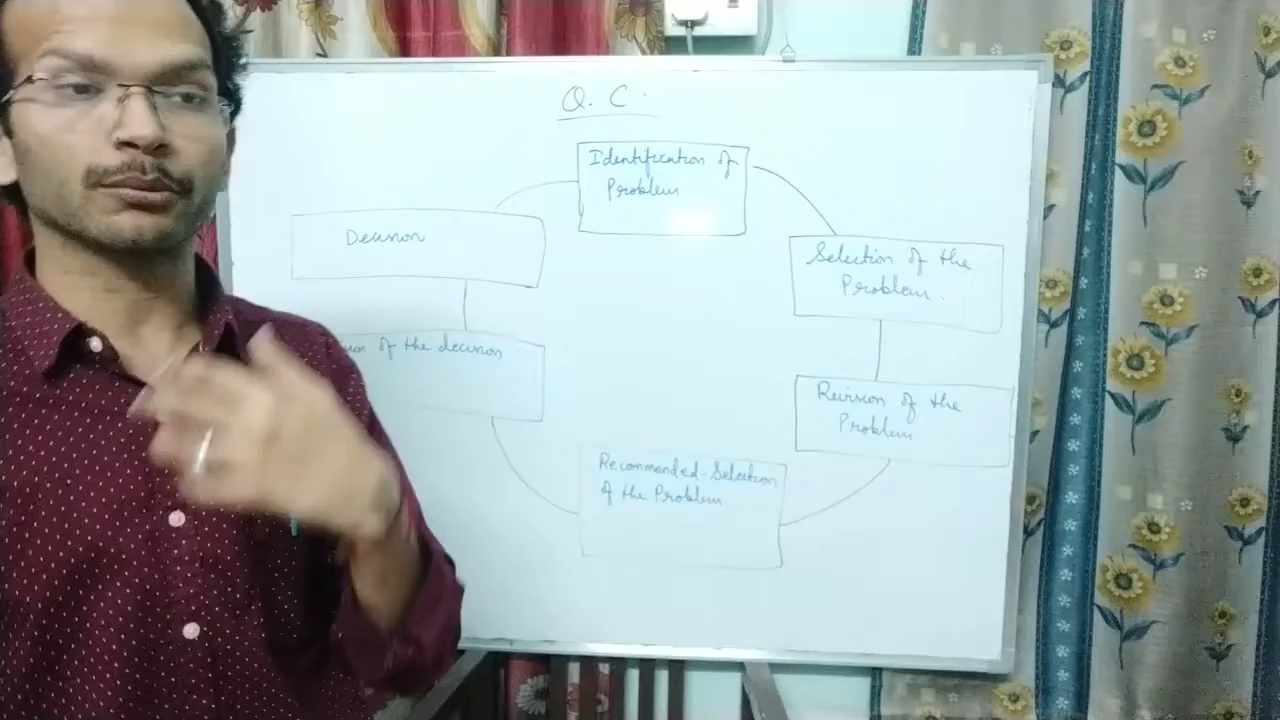 Q. C.
Identification of
Problem
Selection of the
Problem.
Revision of the
Problem
Recommended-Selection
of the Problem
of the decision
Decision